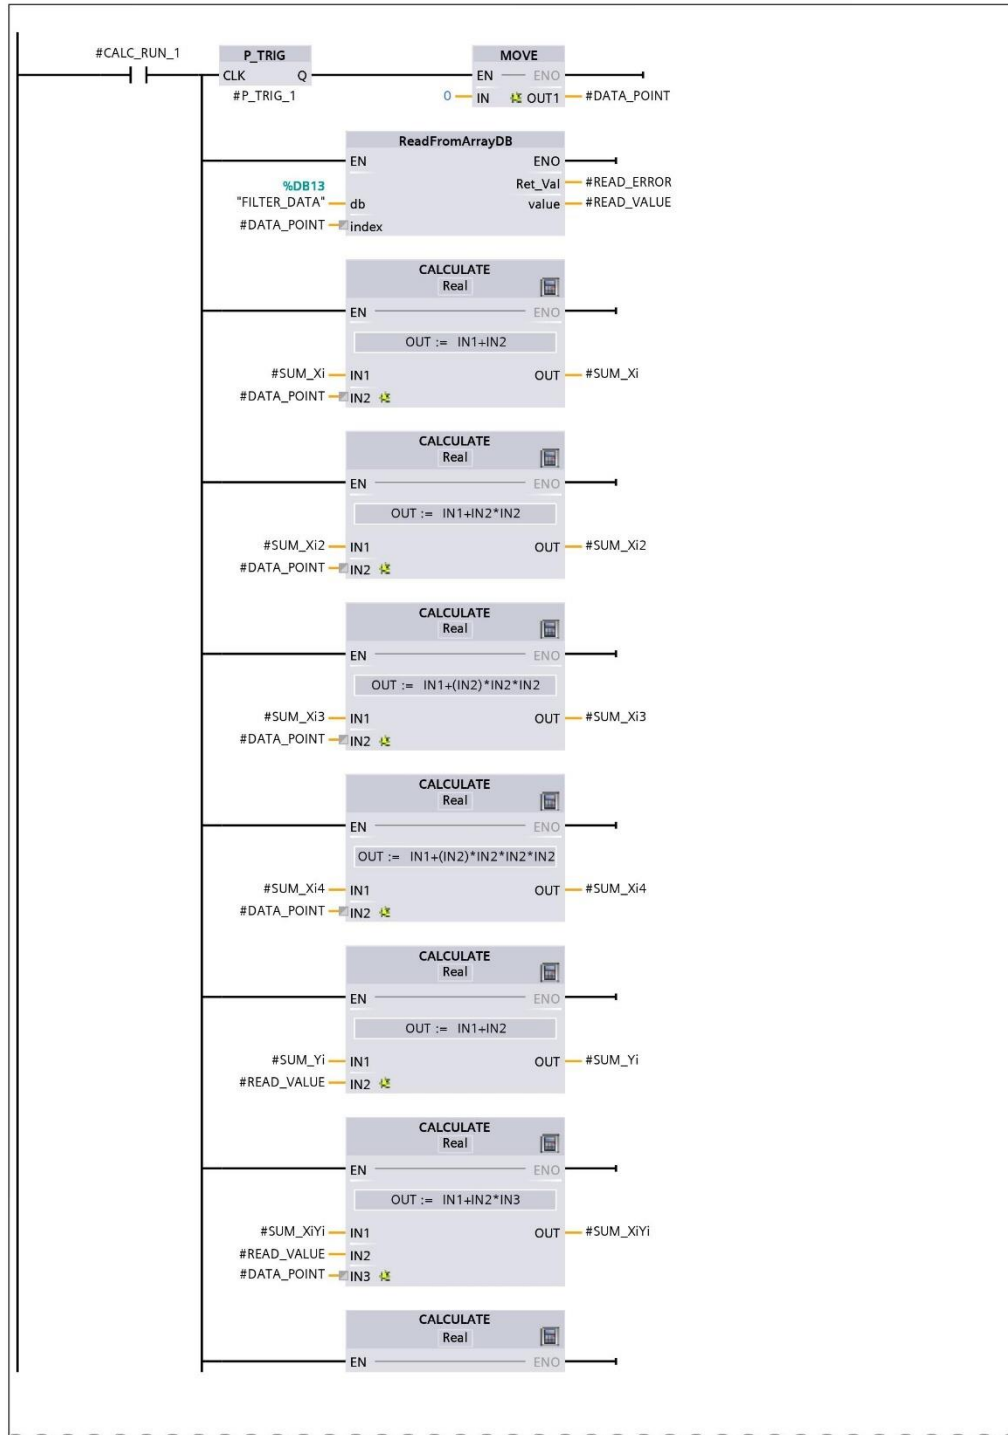 #CALC_RUN_1 P_TRIG MOVE
CLK Q EN ENO
#P_TRIG_1 0 IN OUT1 #DATA_POINT
ReadFromArrayDB
EN ENO
%DB13 Ret_Val #READ_ERROR
"FILTER_DATA" db value #READ_VALUE
#DATA_POINT index
CALCULATE
Real
EN ENO
OUT := IN1+IN2
#SUM_Xi IN1 OUT #SUM_Xi
#DATA_POINT IN2
CALCULATE
Real
EN ENO
OUT := IN1+IN2*IN2
#SUM_Xi2 IN1 OUT #SUM_Xi2
#DATA_POINT IN2
CALCULATE
Real
EN ENO
OUT := IN1+(IN2)*IN2*IN2
#SUM_Xi3 IN1 OUT #SUM_Xi3
#DATA_POINT IN2
CALCULATE
Real
EN ENO
OUT := IN1+(IN2)*IN2*IN2*IN2
#SUM_Xi4 IN1 OUT #SUM_Xi4
#DATA_POINT IN2
CALCULATE
Real
EN ENO
OUT := IN1+IN2
#SUM_Yi IN1 OUT #SUM_Yi
#READ_VALUE IN2
CALCULATE
Real
EN ENO
OUT := IN1+IN2*IN3
#SUM_XiYi IN1 OUT #SUM_XiYi
#READ_VALUE IN2
#DATA_POINT IN3
CALCULATE
Real
EN ENO